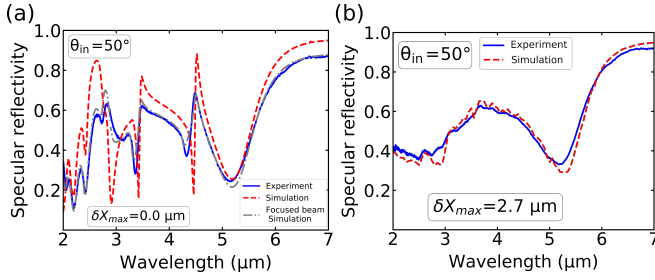 (a)
Specular reflectivity
1.0
0.8
0.6
0.4
0.2
θin=50°
Experiment
Simulation
Focused beam
Simulation
δXmax=0.0 μm
2 3 4 5 6 7
Wavelength (μm)
(b)
Specular reflectivity
1.0
0.8
0.6
0.4
0.2
θin=50°
Experiment
Simulation
δXmax=2.7 μm
2 3 4 5 6 7
Wavelength (μm)